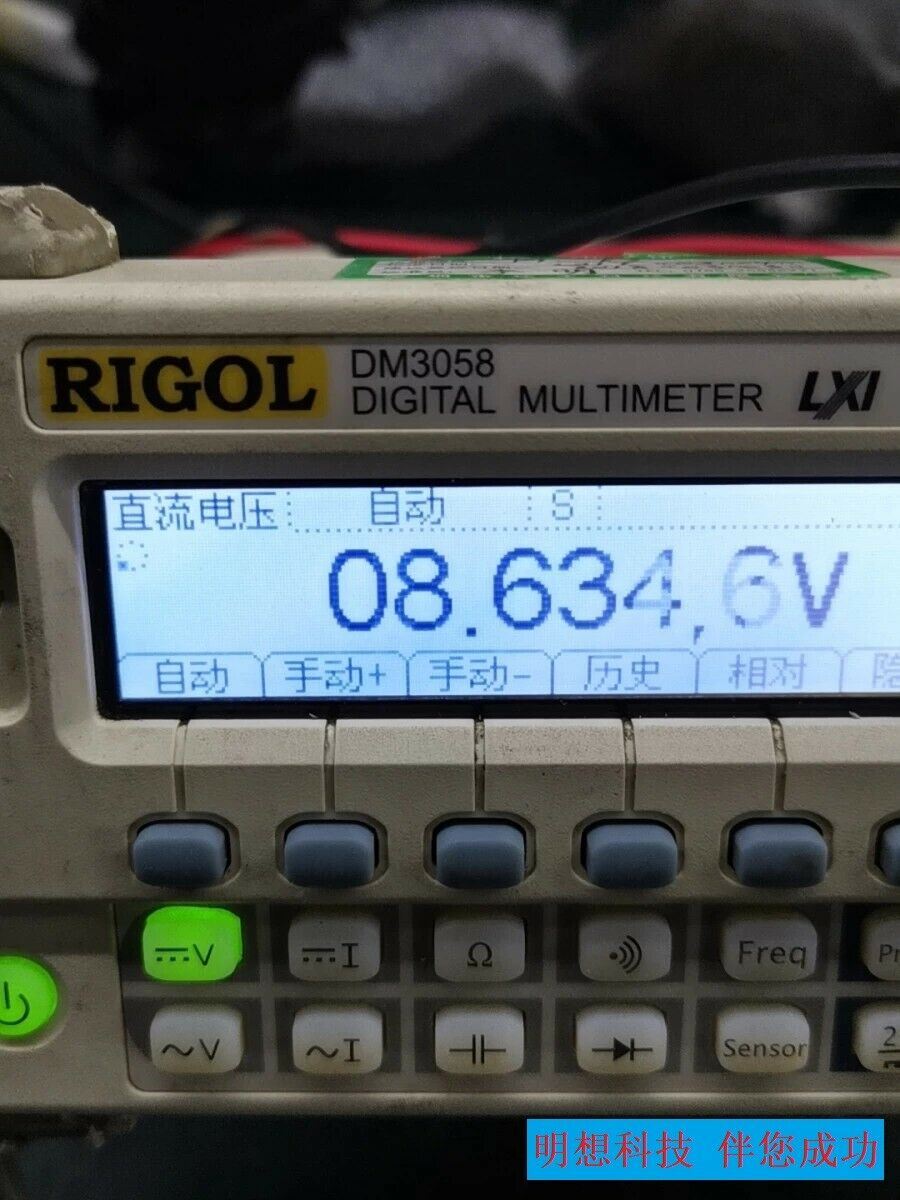 RIGOL
DM3058
DIGITAL MULTIMETER
LXI
直流电压 自动 S
08.634,6V
自动 手动+ 手动- 历史 相对
V I Ω Freq
~V ~I Sensor
明想科技 伴您成功